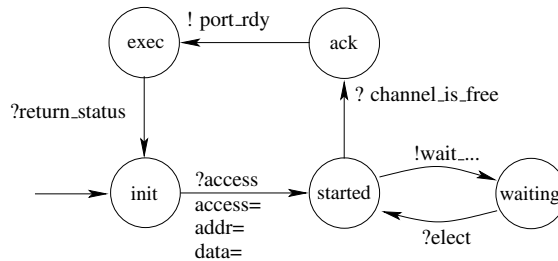 ! port_rdy
exec
ack
?return_status
? channel_is_free
?access
!wait_...
init
access=
started
waiting
addr=
?elect
data=